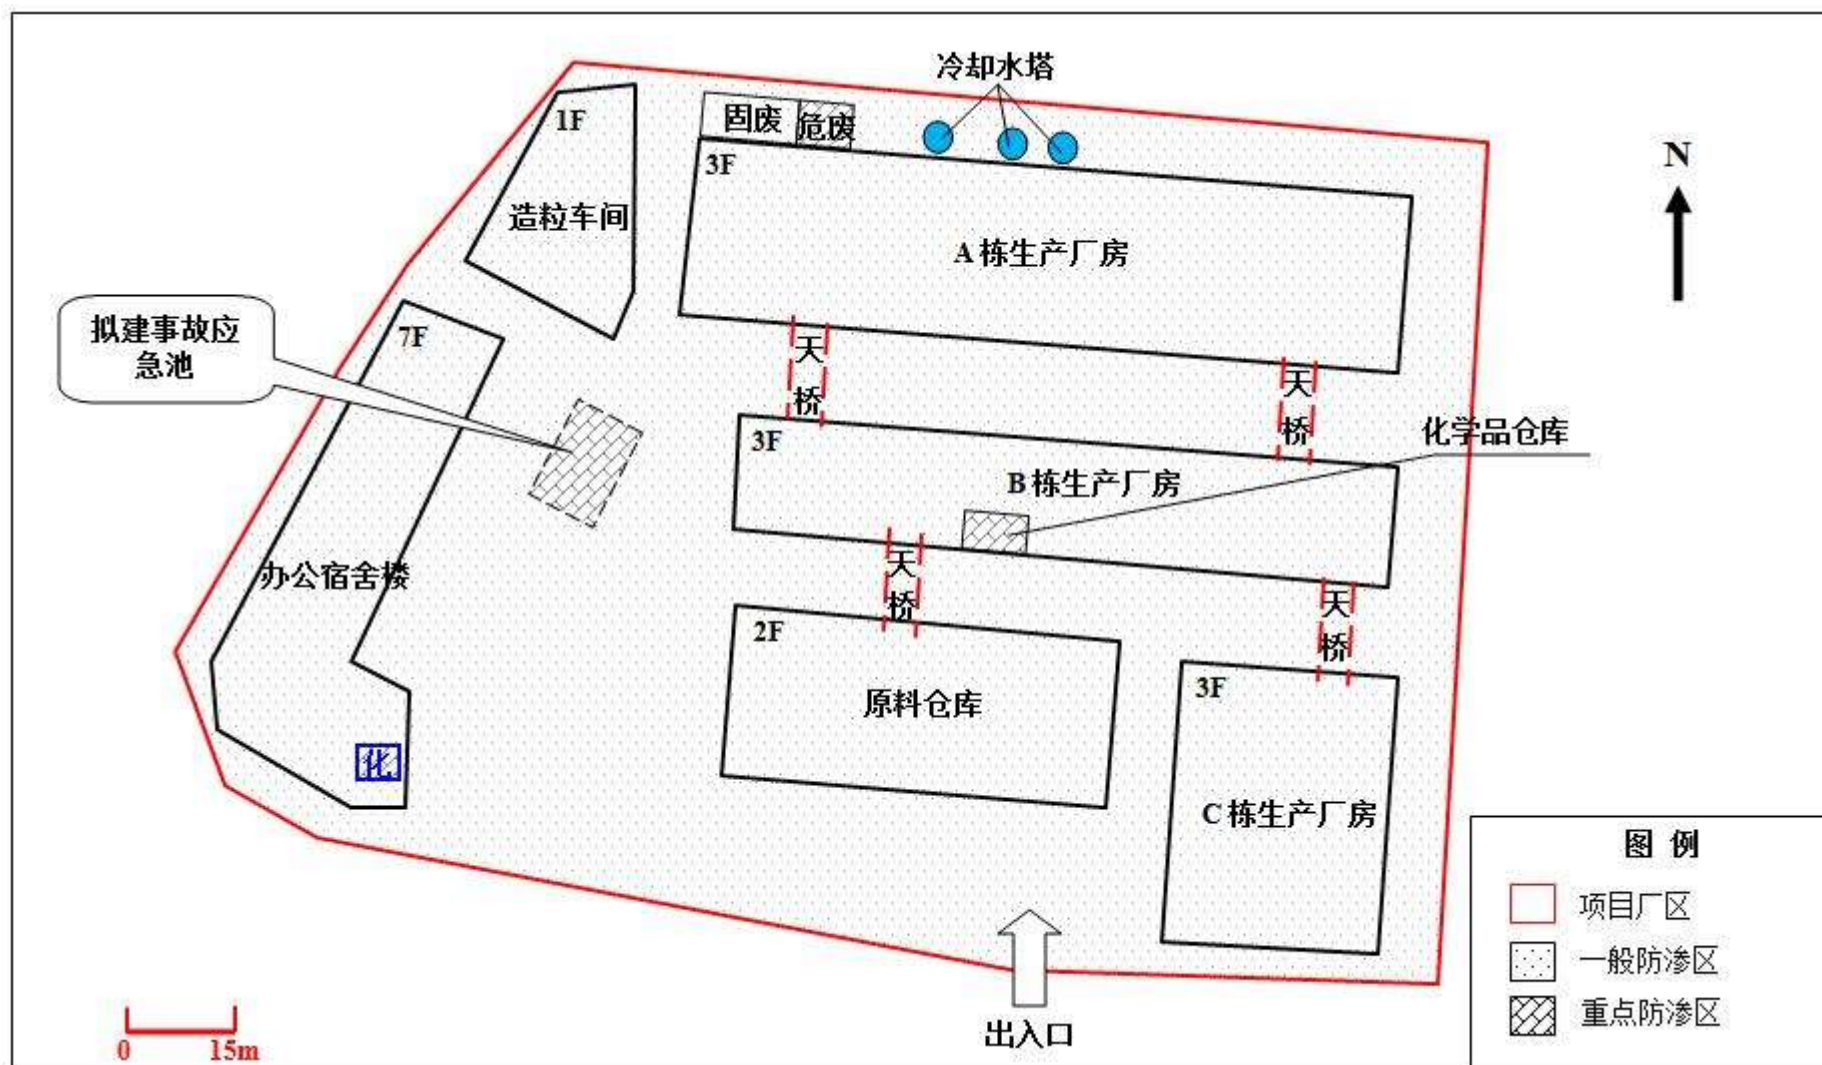 冷却水塔
1F
固废
危废
N
3F
造粒车间
A栋生产厂房
拟建事故应
急池
7F
天
桥
天
桥
化学品仓库
3F
B栋生产厂房
办公宿舍楼
天
桥
天
桥
2F
3F
原料仓库
化
C栋生产厂房
图 例
项目厂区
一般防渗区
重点防渗区
出入口
0 15m